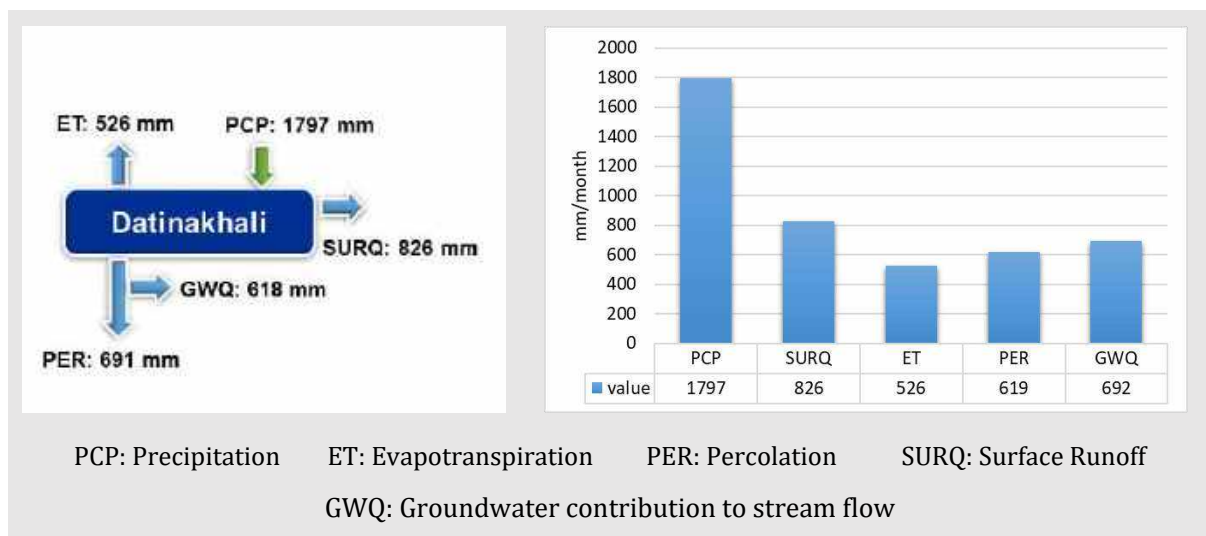 ET: 526 mm
PCP: 1797 mm
Datinakhali
SURQ: 826 mm
GWQ: 618 mm
PER: 691 mm
2000
1800
1600
1400
1200
1000
800
600
400
200
0
mm/month
PCP SURQ ET PER GWQ
value 1797 826 526 619 692
PCP: Precipitation ET: Evapotranspiration PER: Percolation SURQ: Surface Runoff
GWQ: Groundwater contribution to stream flow